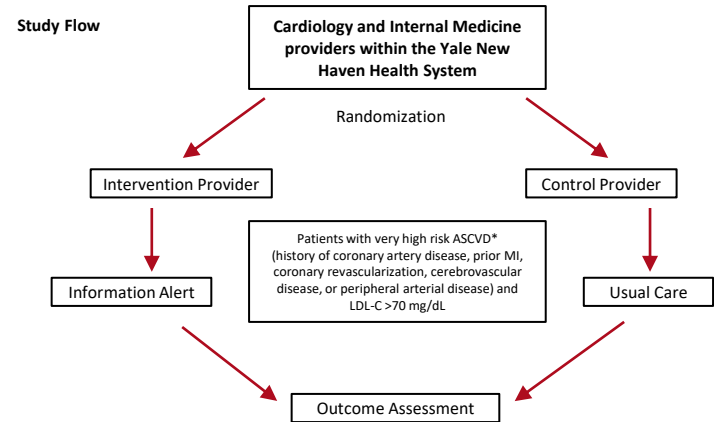 Study Flow
Cardiology and Internal Medicine
providers within the Yale New
Haven Health System
Randomization
Intervention Provider
Control Provider
Patients with very high risk ASCVD*
(history of coronary artery disease, prior MI,
coronary revascularization, cerebrovascular
disease, or peripheral arterial disease) and
LDL-C >70 mg/dL
Information Alert
Usual Care
Outcome Assessment